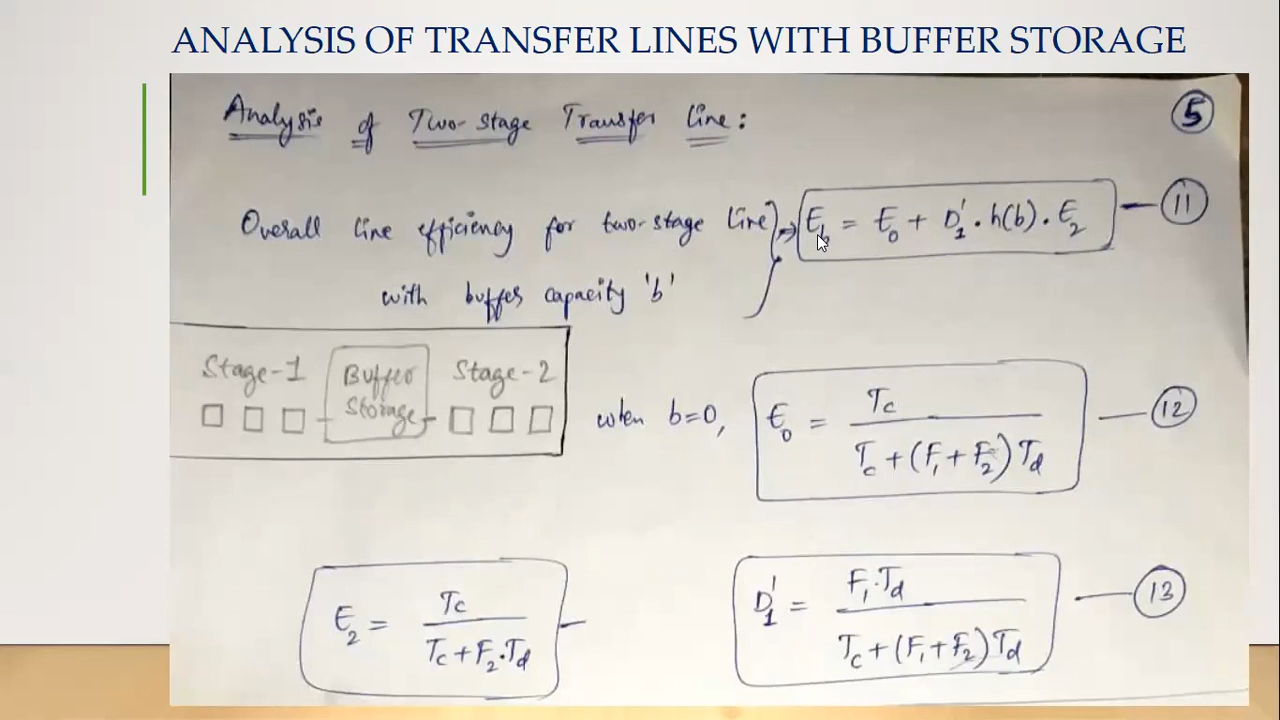 ANALYSIS OF TRANSFER LINES WITH BUFFER STORAGE
Analysis of Two-stage Transfer Line:
5
Overall line efficiency for two-stage line
with buffer capacity 'b'
E_b = E_0 + D_1' · h(b) · E_2
11
Stage-1
Buffer
Storage
Stage-2
when b=0,
E_0 = T_c / (T_c + (F_1 + F_2) T_d)
12
E_2 = T_c / (T_c + F_2 · T_d)
D_1' = F_1 · T_d / (T_c + (F_1 + F_2) T_d)
13